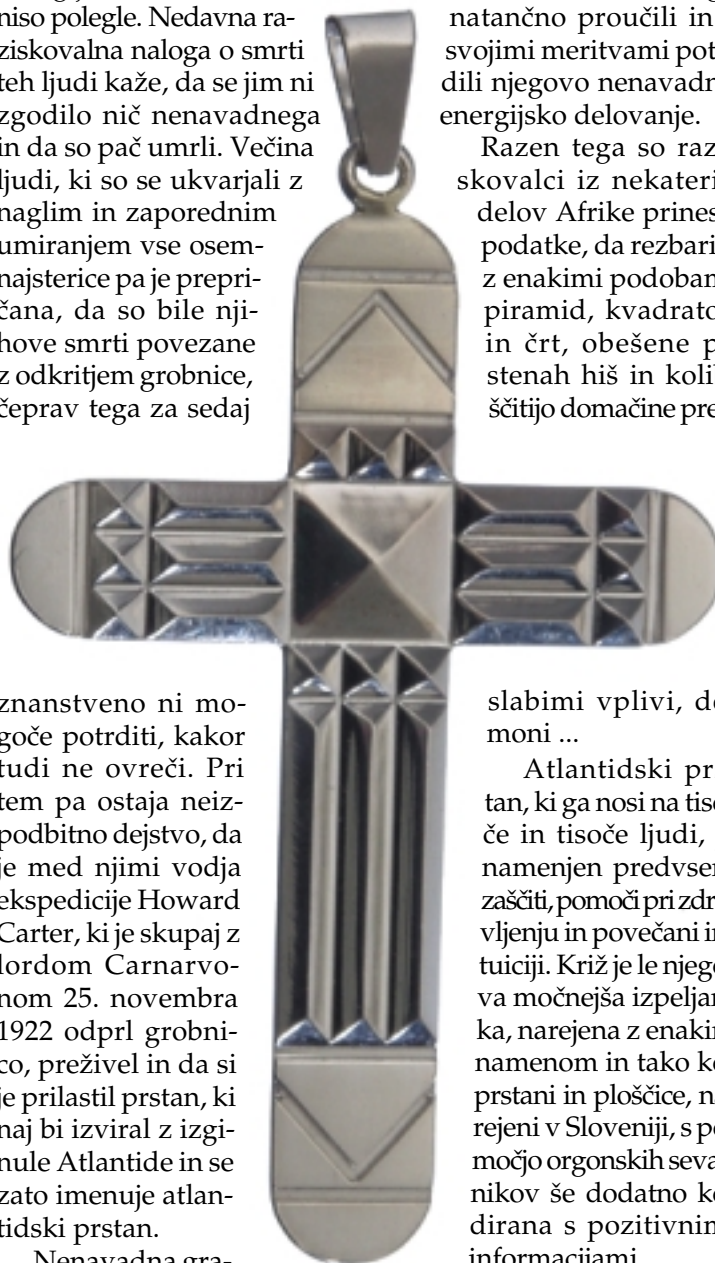 niso polegle. Nedavna ra-
ziskovalna naloga o smrti
teh ljudi kaže, da se jim ni
zgodilo nič nenavadnega
in da so pač umrli. Večina
ljudi, ki so se ukvarjali z
naglim in zaporednim
umiranjem vse osem-
najsterice pa je prepri-
čana, da so bile nji-
hove smrti povezane
z odkritjem grobnice,
čeprav tega za sedaj
znanstveno ni mo-
goče potrditi, kakor
tudi ne ovreči. Pri
tem pa ostaja neiz-
podbitno dejstvo, da
je med njimi vodja
ekspedicije Howard
Carter, ki je skupaj z
lordom Carnarvo-
nom 25. novembra
1922 odprl grobni-
co, preživel in da si
je prilastil prstan, ki
naj bi izviral z izgi-
nule Atlantide in se
zato imenuje atlan-
tidski prstan.
Nenavadna gra-
natančno proučili in
svojimi meritvami pot
dili njegovo nenavadn
energijsko delovanje.
Razen tega so raz
skovalci iz nekateri
delov Afrike prines
podatke, da rezbari
z enakimi podobam
piramid, kvadrato
in črt, obešene p
stenah hiš in koli
ščitijo domačine pre
slabimi vplivi, de
moni ...
Atlantidski pr
tan, ki ga nosi na tiso
če in tisoče ljudi,
namenjen predvsem
zaščiti, pomoči pri zdr
vljenju in povečani in
tuiciji. Križ je le njego
va močnejša izpeljan
ka, narejena z enakim
namenom in tako ko
prstani in ploščice, na
rejeni v Sloveniji, s po
močjo orgonskih seva
nikov še dodatno ko
dirana s pozitivnim
informacijami.